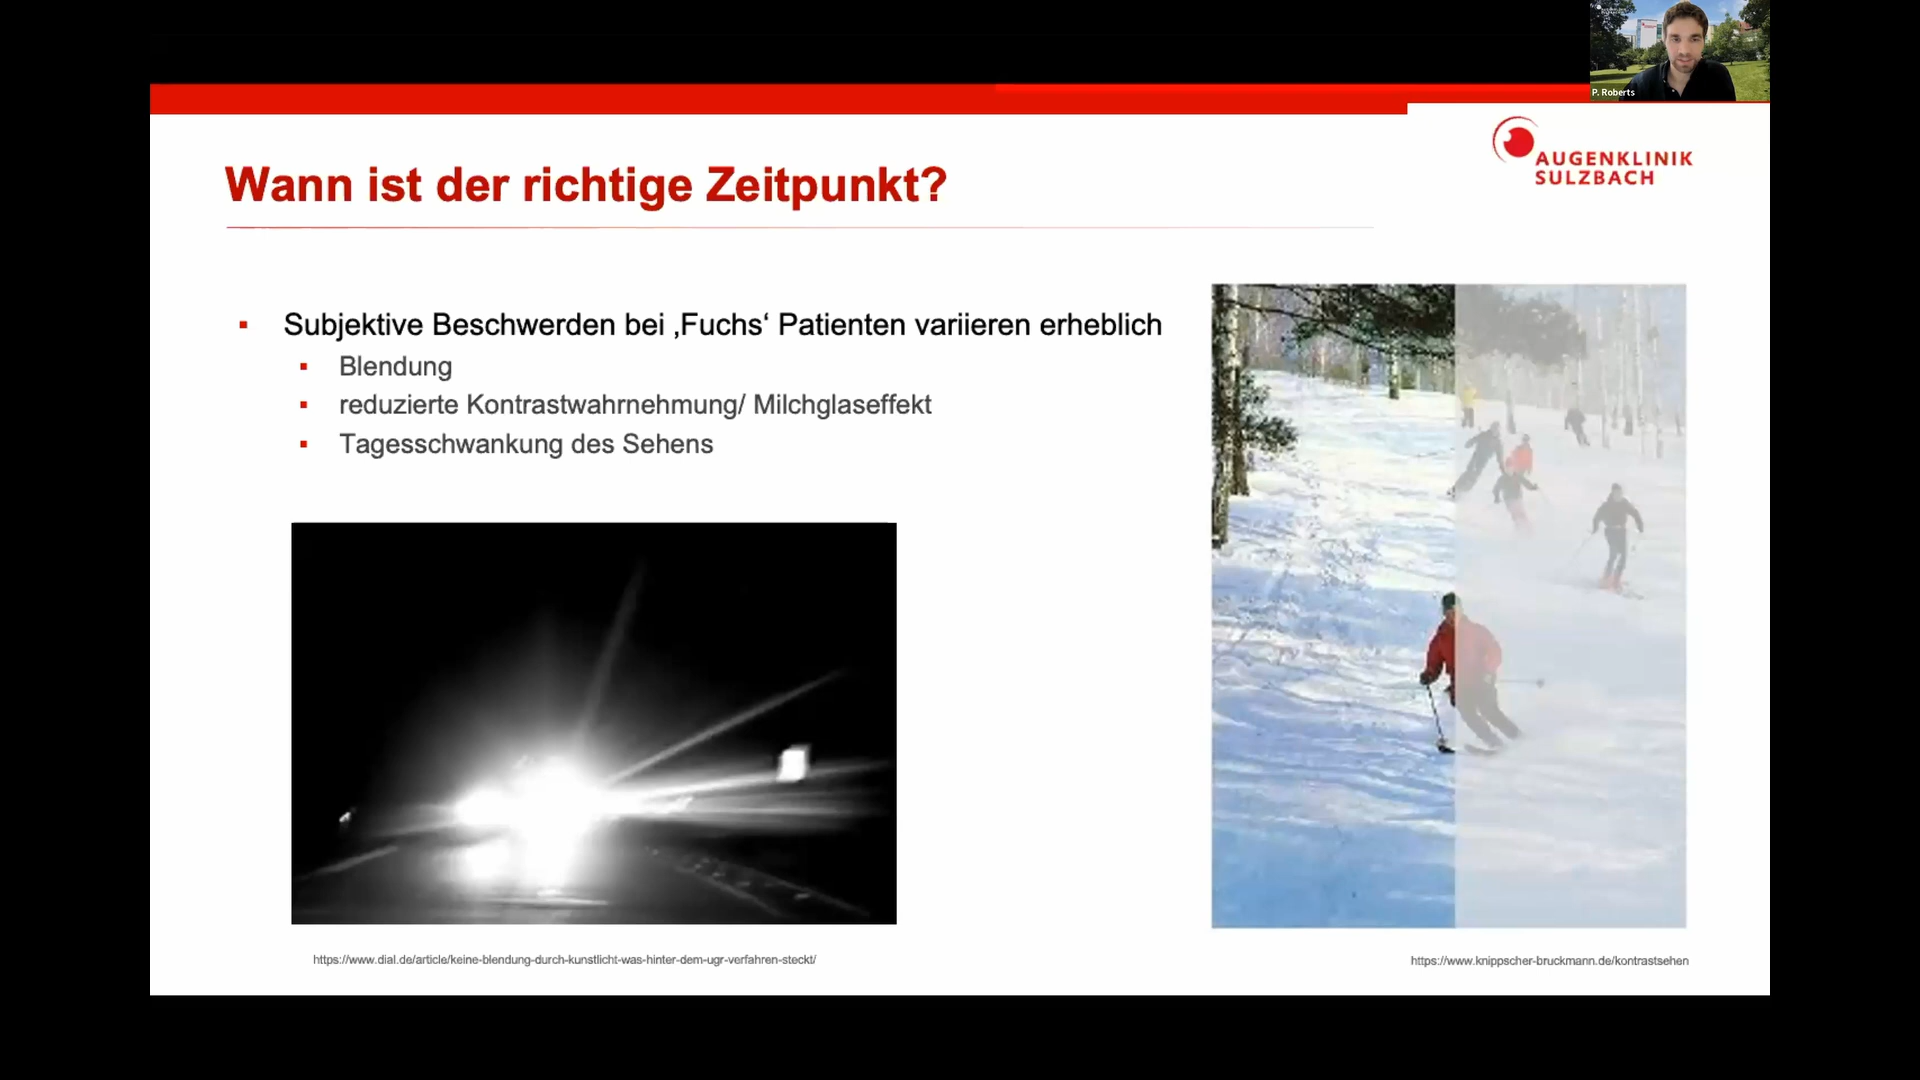 P. Roberts
AUGENKLINIK
SULZBACH
Wann ist der richtige Zeitpunkt?
▪ Subjektive Beschwerden bei ‚Fuchs‘ Patienten variieren erheblich
▪ Blendung
▪ reduzierte Kontrastwahrnehmung/ Milchglaseffekt
▪ Tagesschwankung des Sehens
https://www.dial.de/article/keine-blendung-durch-kunstlicht-was-hinter-dem-ugr-verfahren-steckt/
https://www.knippscher-bruckmann.de/kontrastsehen